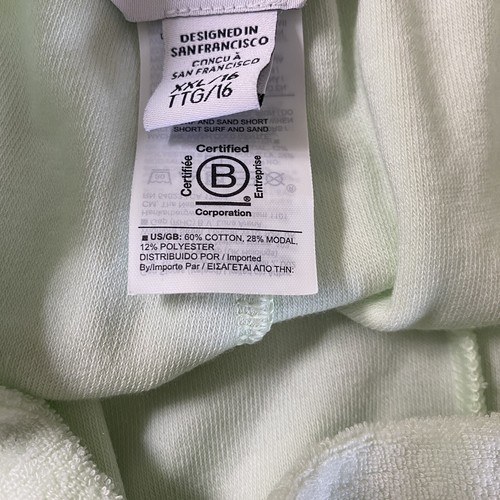 DESIGNED IN
SAN FRANCISCO
CONÇU À
SAN FRANCISCO
XXL/16
TTG/16
SURF AND SAND SHORT
SHORT SURF AND SAND
Certified
Certifiée
B
Entreprise
Corporation
US/GB: 60% COTTON, 28% MODAL,
12% POLYESTER
DISTRIBUIDO POR / Imported
By/Importe Par / ΕΙΣΑΓΕΤΑΙ ΑΠΟ ΤΗΝ: